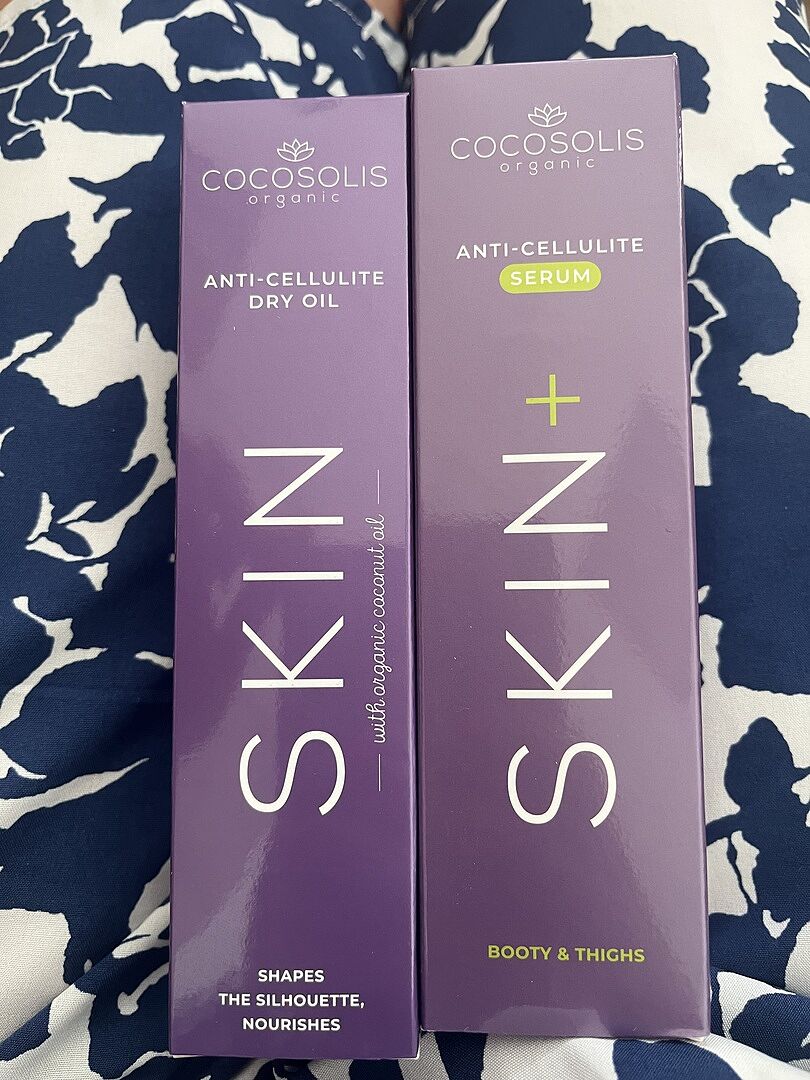 COCOSOLIS
organic
ANTI-CELLULITE
DRY OIL
SKIN
with organic coconut oil
SHAPES
THE SILHOUETTE,
NOURISHES
COCOSOLIS
organic
ANTI-CELLULITE
SERUM
SKIN+
BOOTY & THIGHS